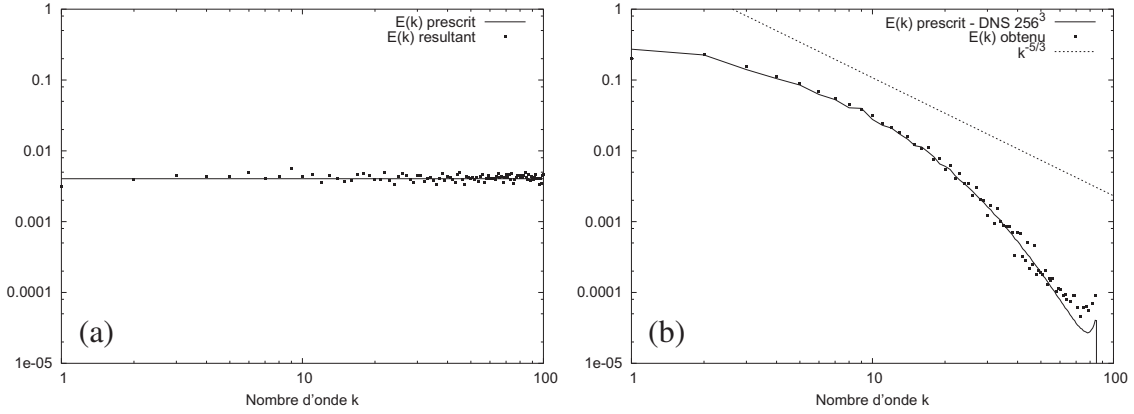 E(k) prescrit
E(k) resultant
1
0.1
0.01
0.001
0.0001
1e-05
(a)
1
10
100
Nombre d'onde k
E(k) prescrit - DNS 256³
E(k) obtenu
k⁻⁵/³
1
0.1
0.01
0.001
0.0001
1e-05
(b)
1
10
100
Nombre d'onde k